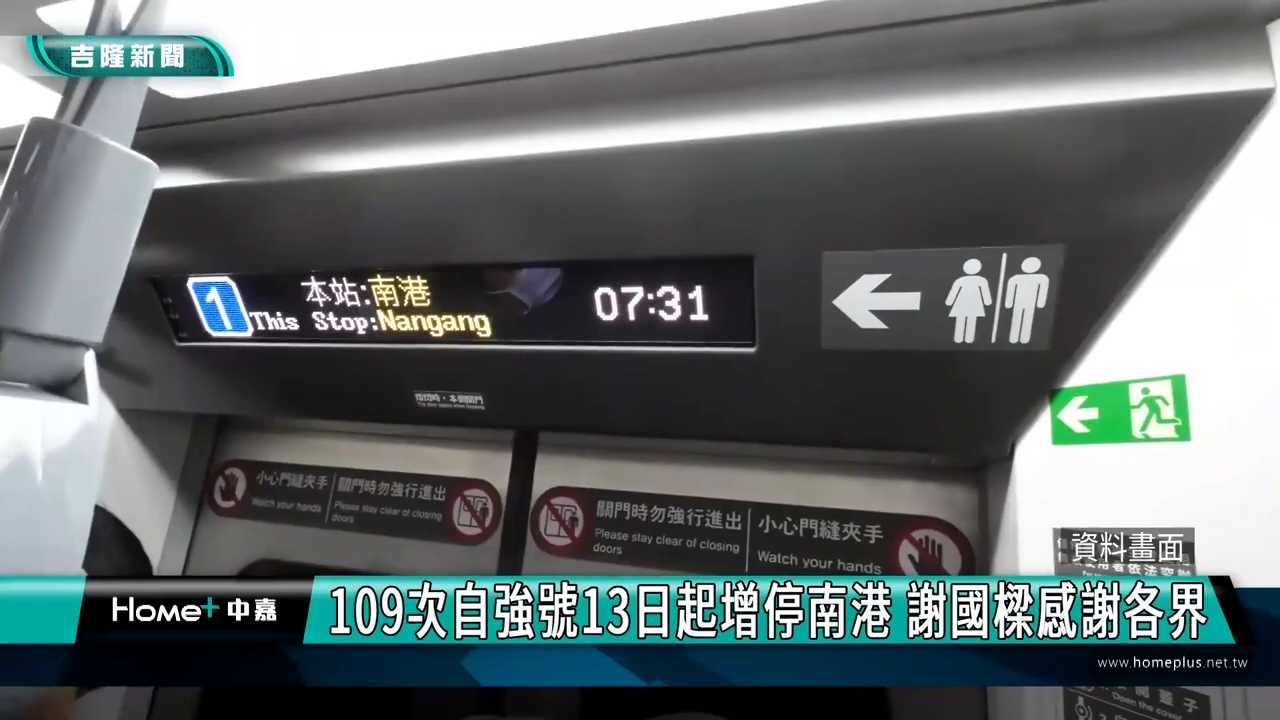 吉隆新聞
1
本站:南港
This Stop:Nangang
07:31
小心門縫夾手
Watch your hands
關門時勿強行進出
Please stay clear of closing
doors
關門時勿強行進出
Please stay clear of closing
doors
小心門縫夾手
Watch your hands
資料畫面
Home+中嘉
109次自強號13日起增停南港 謝國樑感謝各界
www.homeplus.net.tw